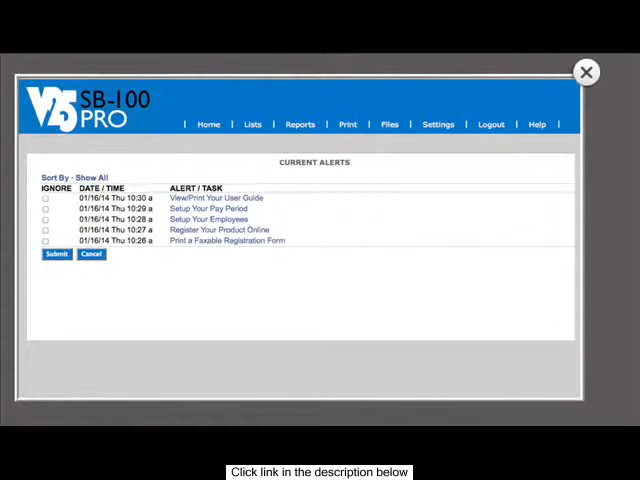 V25 SB-100 PRO
| Home | Lists | Reports | Print | Files | Settings | Logout | Help |
CURRENT ALERTS
Sort By - Show All
IGNORE DATE / TIME ALERT / TASK
01/16/14 Thu 10:30 a View/Print Your User Guide
01/16/14 Thu 10:29 a Setup Your Pay Period
01/16/14 Thu 10:28 a Setup Your Employees
01/16/14 Thu 10:27 a Register Your Product Online
01/16/14 Thu 10:26 a Print a Faxable Registration Form
Submit Cancel
Click link in the description below